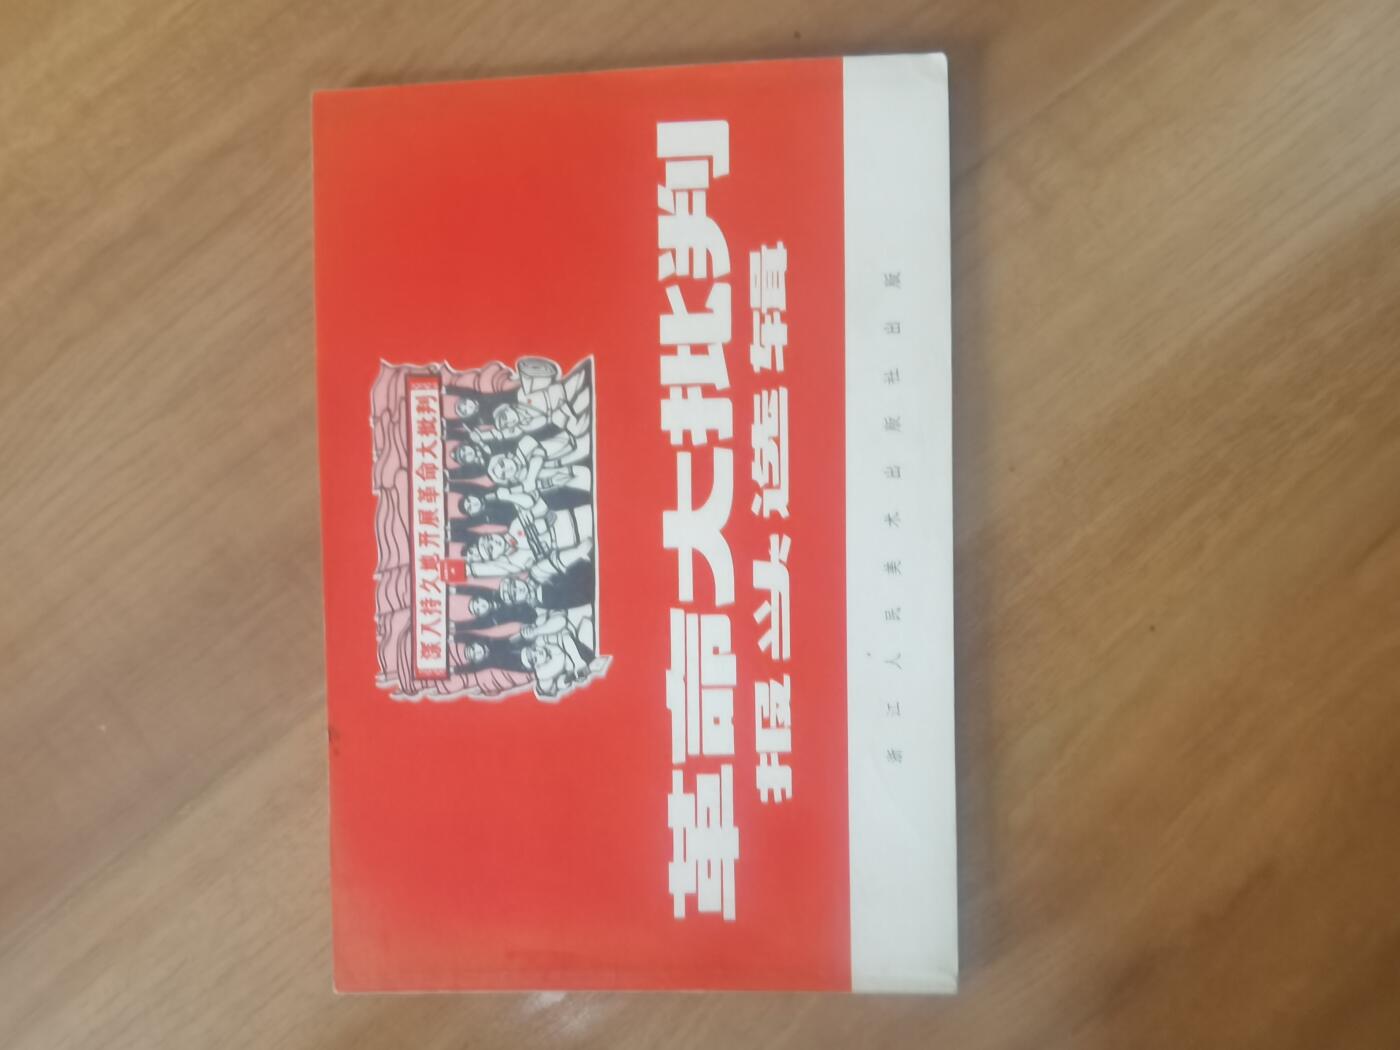 深入持久地开展革命大批判
革命大批判
报头选辑
浙江人民美术出版社出版